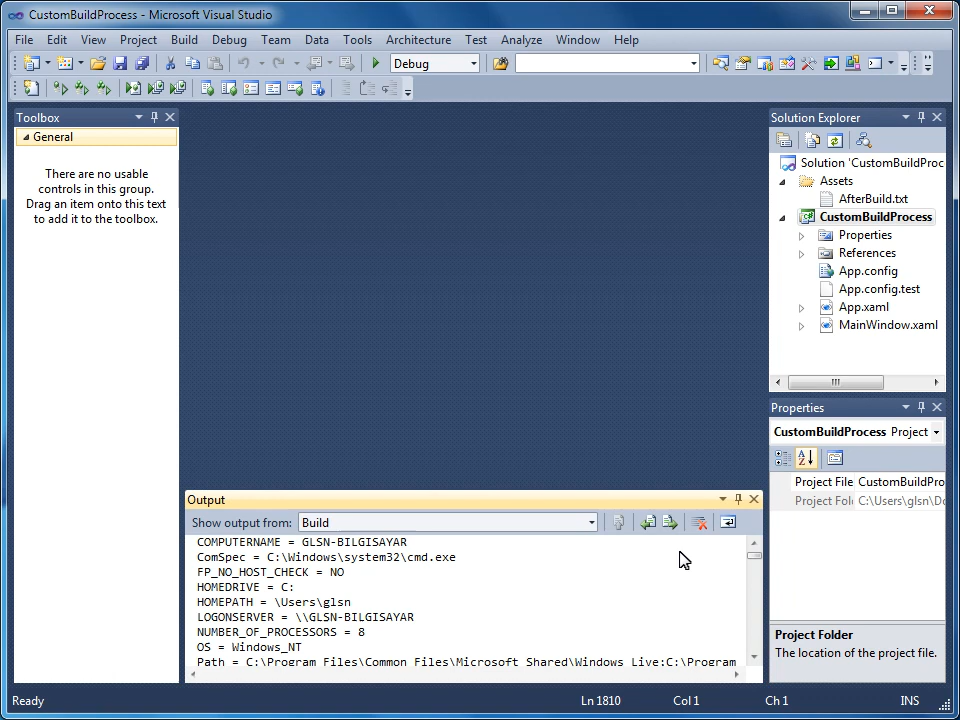 CustomBuildProcess - Microsoft Visual Studio
File Edit View Project Build Debug Team Data Tools Architecture Test Analyze Window Help
Debug
Toolbox
General
There are no usable
controls in this group.
Drag an item onto this text
to add it to the toolbox.
Solution Explorer
Solution 'CustomBuildProc
Assets
AfterBuild.txt
CustomBuildProcess
Properties
References
App.config
App.config.test
App.xaml
MainWindow.xaml
Properties
CustomBuildProcess Project
Project File CustomBuildPro
Project Fol C:\Users\glsn\Do
Project Folder
The location of the project file.
Output
Show output from: Build
COMPUTERNAME = GLSN-BILGISAYAR
ComSpec = C:\Windows\system32\cmd.exe
FP_NO_HOST_CHECK = NO
HOMEDRIVE = C:
HOMEPATH = \Users\glsn
LOGONSERVER = \\GLSN-BILGISAYAR
NUMBER_OF_PROCESSORS = 8
OS = Windows_NT
Path = C:\Program Files\Common Files\Microsoft Shared\Windows Live;C:\Program
Ready Ln 1810 Col 1 Ch 1 INS